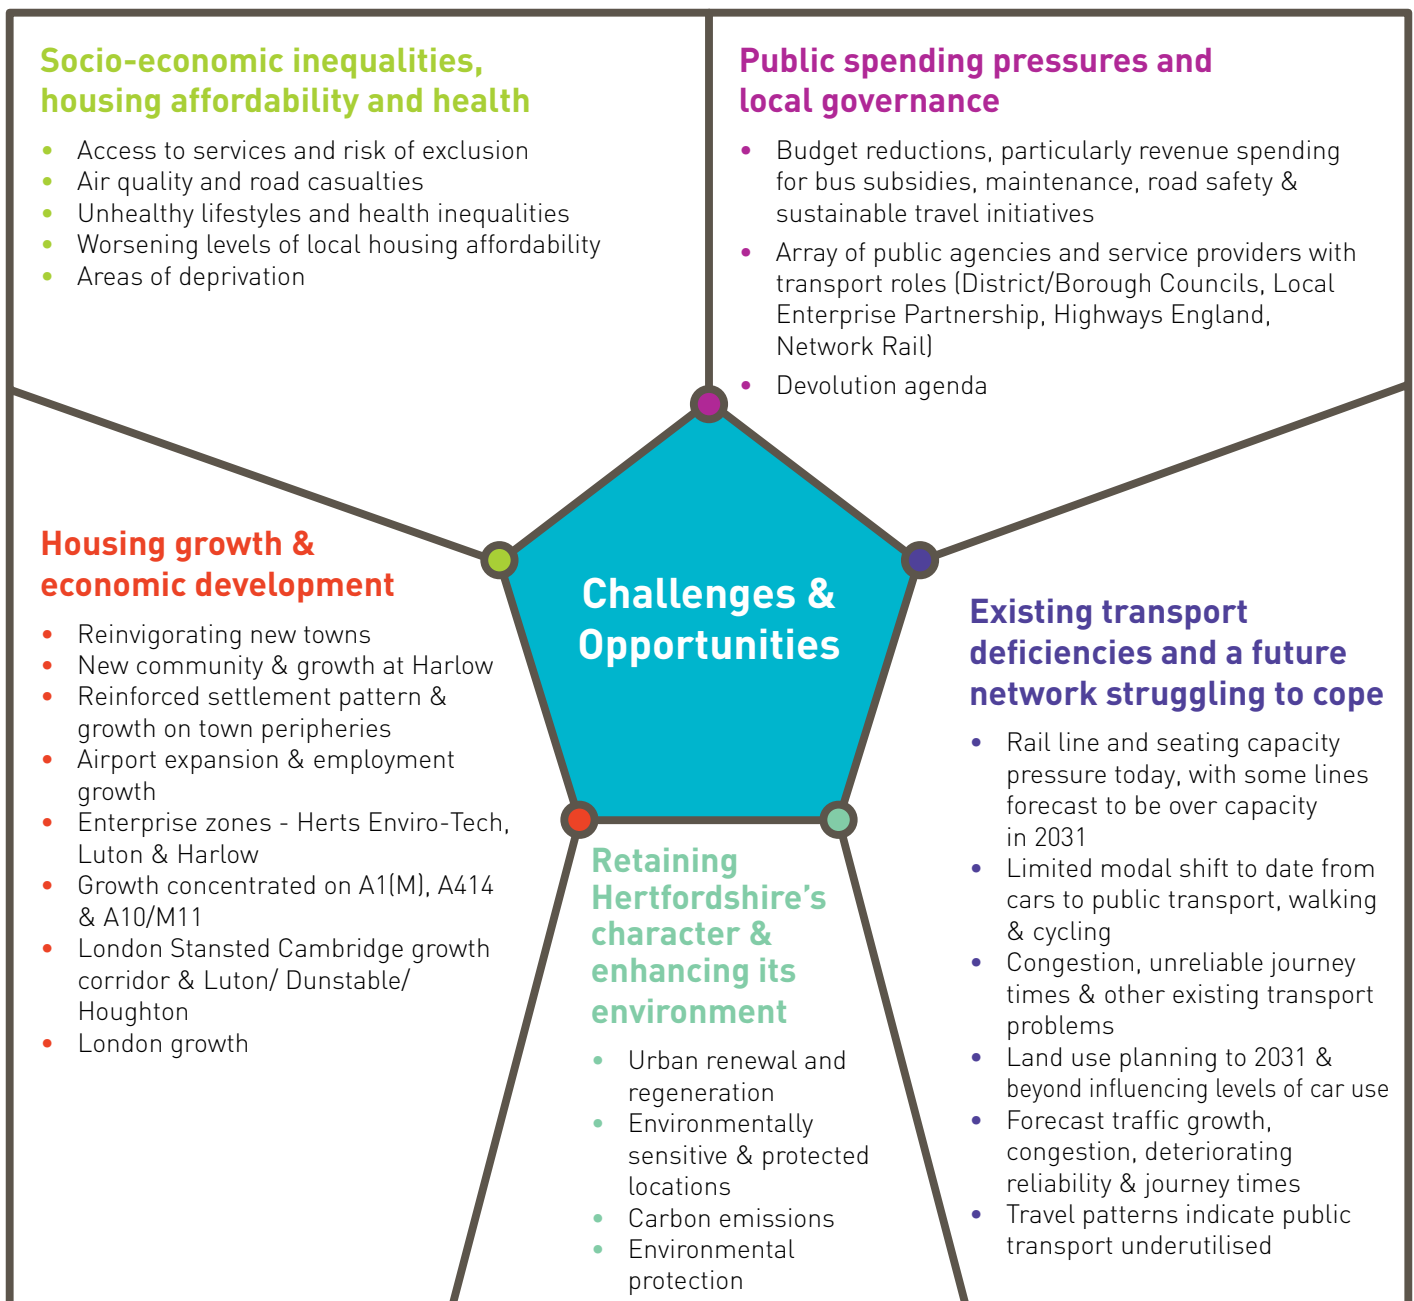 Socio-economic inequalities,
housing affordability and health
• Access to services and risk of exclusion
• Air quality and road casualties
• Unhealthy lifestyles and health inequalities
• Worsening levels of local housing affordability
• Areas of deprivation
Public spending pressures and
local governance
• Budget reductions, particularly revenue spending
for bus subsidies, maintenance, road safety &
sustainable travel initiatives
• Array of public agencies and service providers with
transport roles (District/Borough Councils, Local
Enterprise Partnership, Highways England,
Network Rail)
• Devolution agenda
Housing growth &
economic development
• Reinvigorating new towns
• New community & growth at Harlow
• Reinforced settlement pattern &
growth on town peripheries
• Airport expansion & employment
growth
• Enterprise zones - Herts Enviro-Tech,
Luton & Harlow
• Growth concentrated on A1(M), A414
& A10/M11
• London Stansted Cambridge growth
corridor & Luton/ Dunstable/
Houghton
• London growth
Challenges &
Opportunities
Existing transport
deficiencies and a future
network struggling to cope
• Rail line and seating capacity
pressure today, with some lines
forecast to be over capacity
in 2031
• Limited modal shift to date from
cars to public transport, walking
& cycling
• Congestion, unreliable journey
times & other existing transport
problems
• Land use planning to 2031 &
beyond influencing levels of car use
• Forecast traffic growth,
congestion, deteriorating
reliability & journey times
• Travel patterns indicate public
transport underutilised
Retaining
Hertfordshire’s
character &
enhancing its
environment
• Urban renewal and
regeneration
• Environmentally
sensitive & protected
locations
• Carbon emissions
• Environmental
protection